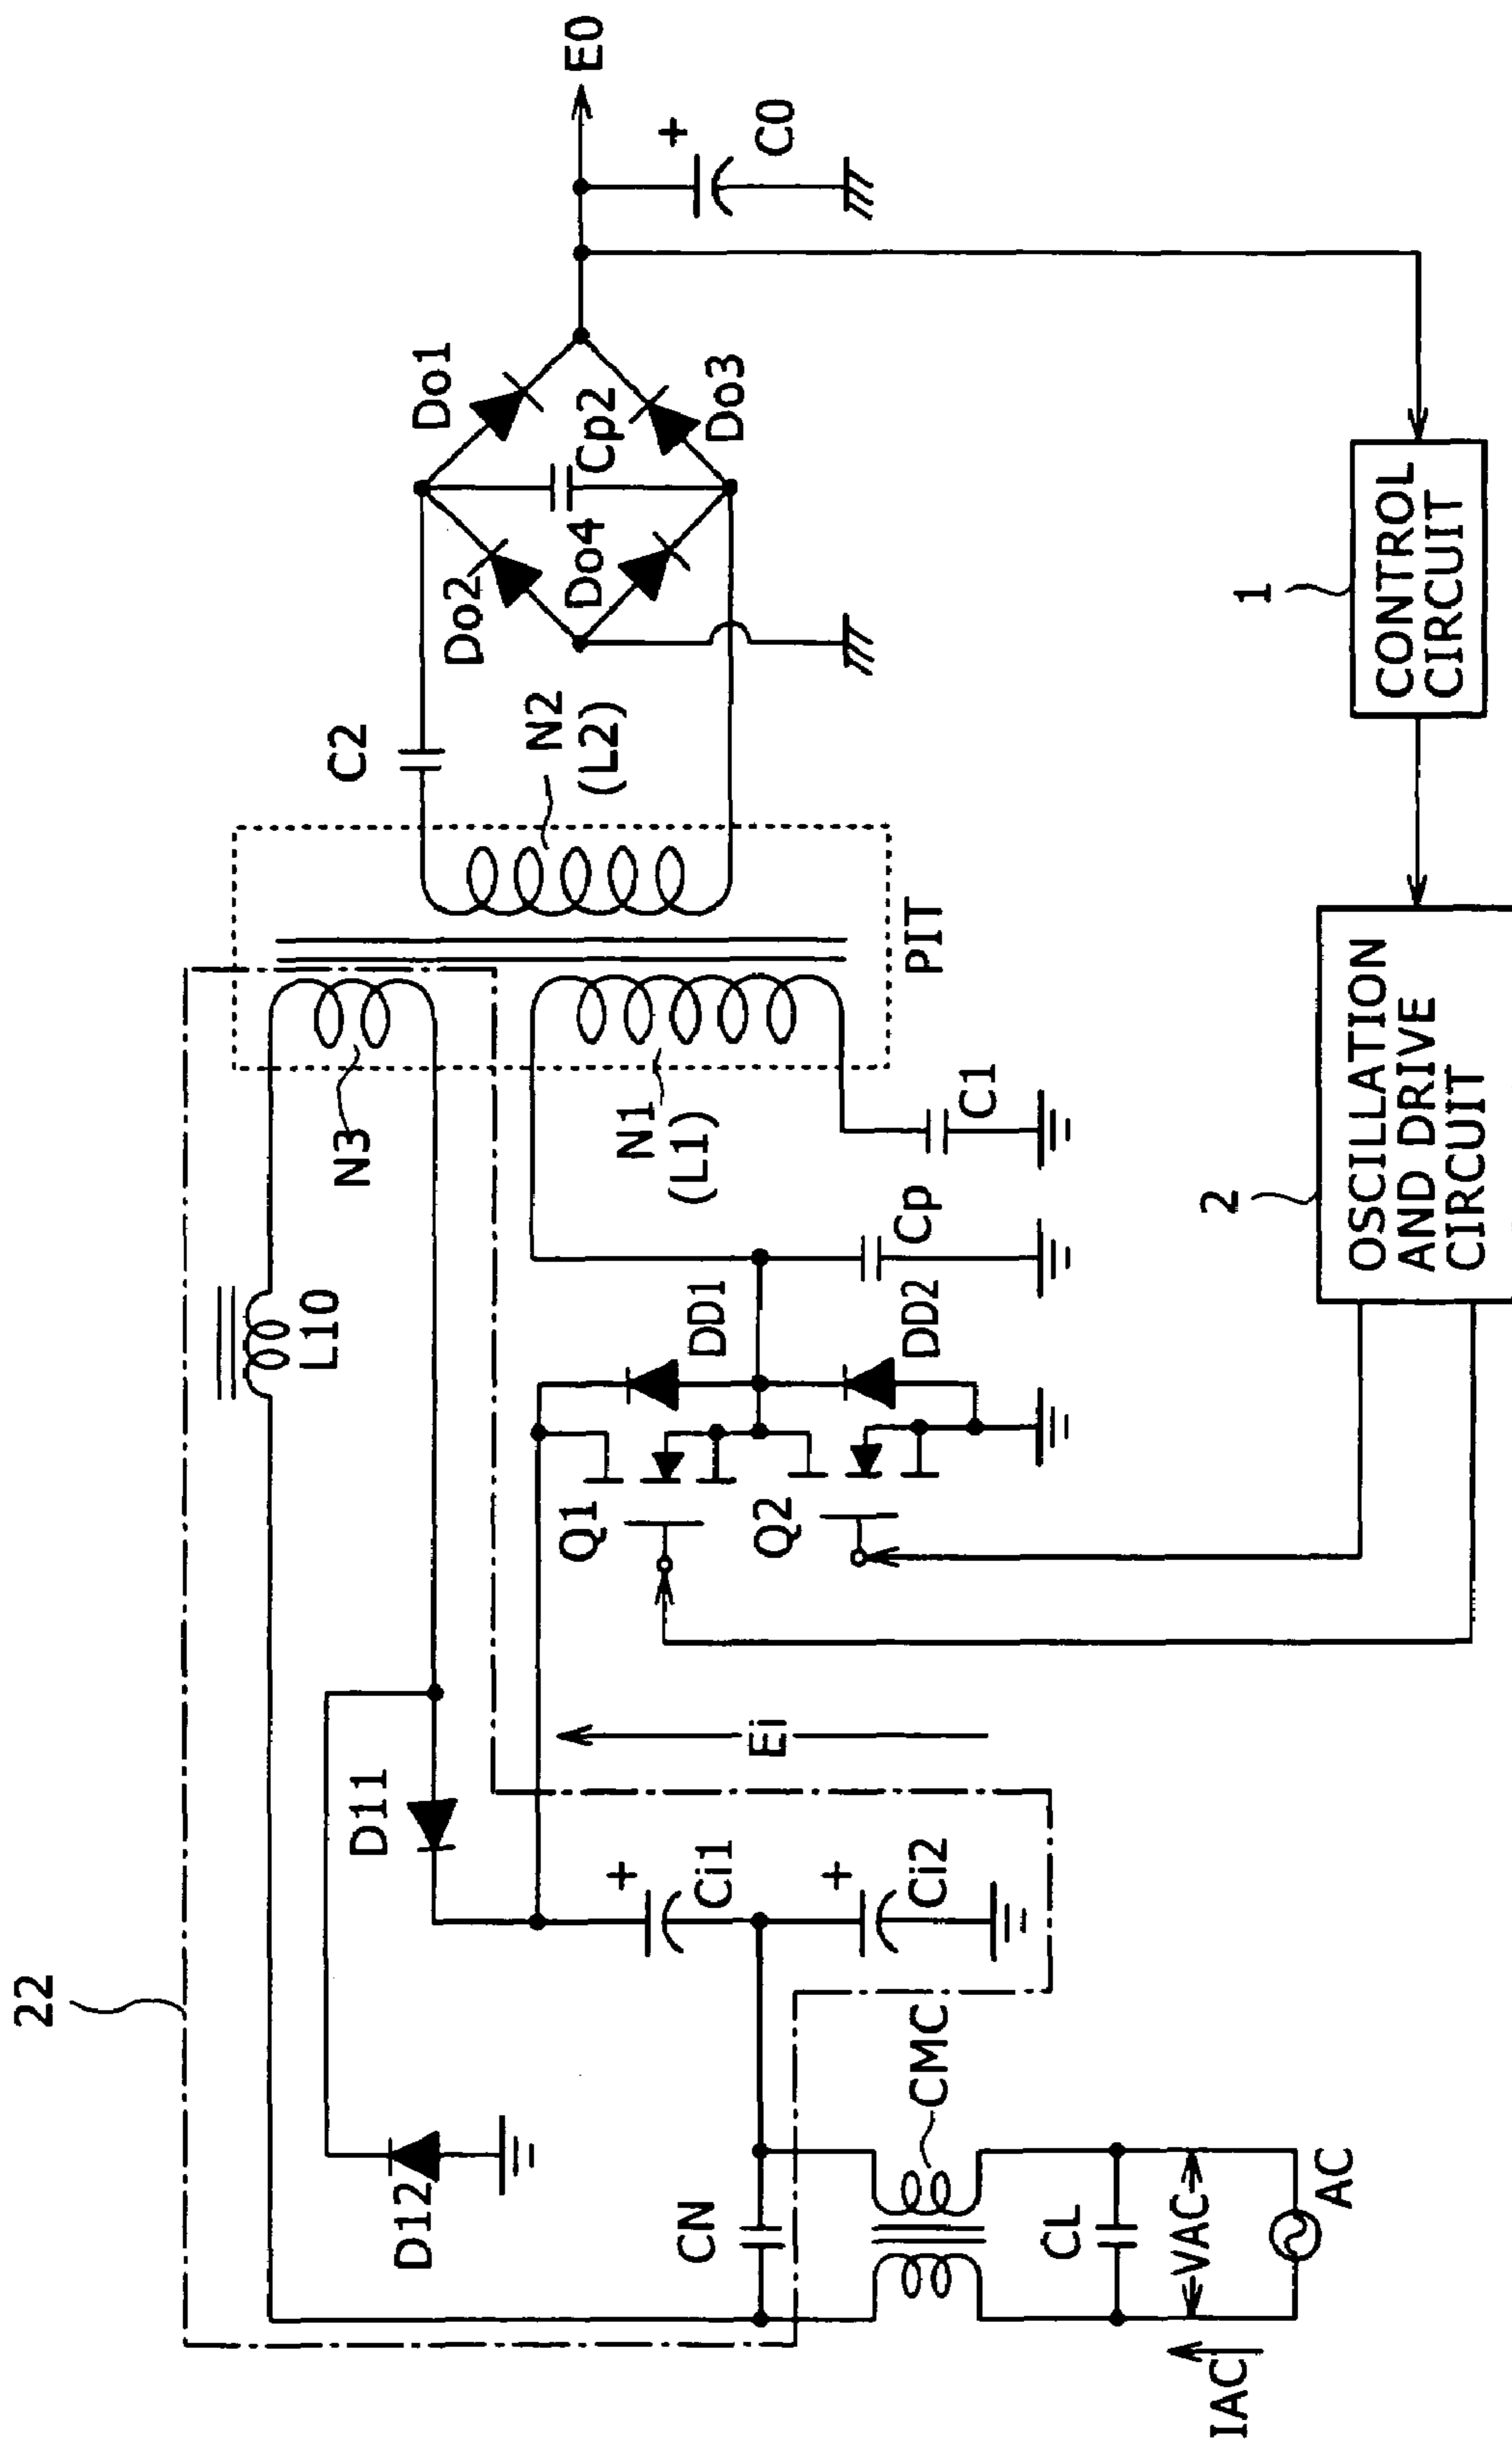 22
D12
D11
L10
N3
CN
Ci1
+
Ci2
+
Ei
Q1
Q2
DD1
DD2
Cp
C1
N1
(L1)
PIT
N2
(L2)
C2
Do2
Do1
Do4
Cp2
Do3
+
C0
E0
CMC
CL
VAC
AC
IAC
2
OSCILLATION
AND DRIVE
CIRCUIT
1
CONTROL
CIRCUIT